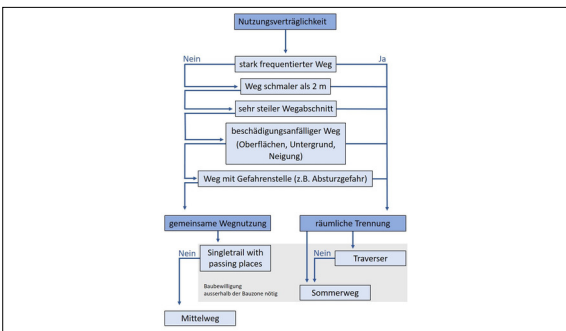 Nutzungsverträglichkeit
Nein
Ja
stark frequentierter Weg
Weg schmaler als 2 m
sehr steiler Wegabschnitt
beschädigungsanfälliger Weg
(Oberflächen, Untergrund,
Neigung)
Weg mit Gefahrenstelle (z.B. Absturzgefahr)
gemeinsame Wegnutzung
räumliche Trennung
Nein
Singletrail with
passing places
Nein
Traverser
Baubewilligung
ausserhalb der Bauzone nötig
Sommerweg
Mittelweg